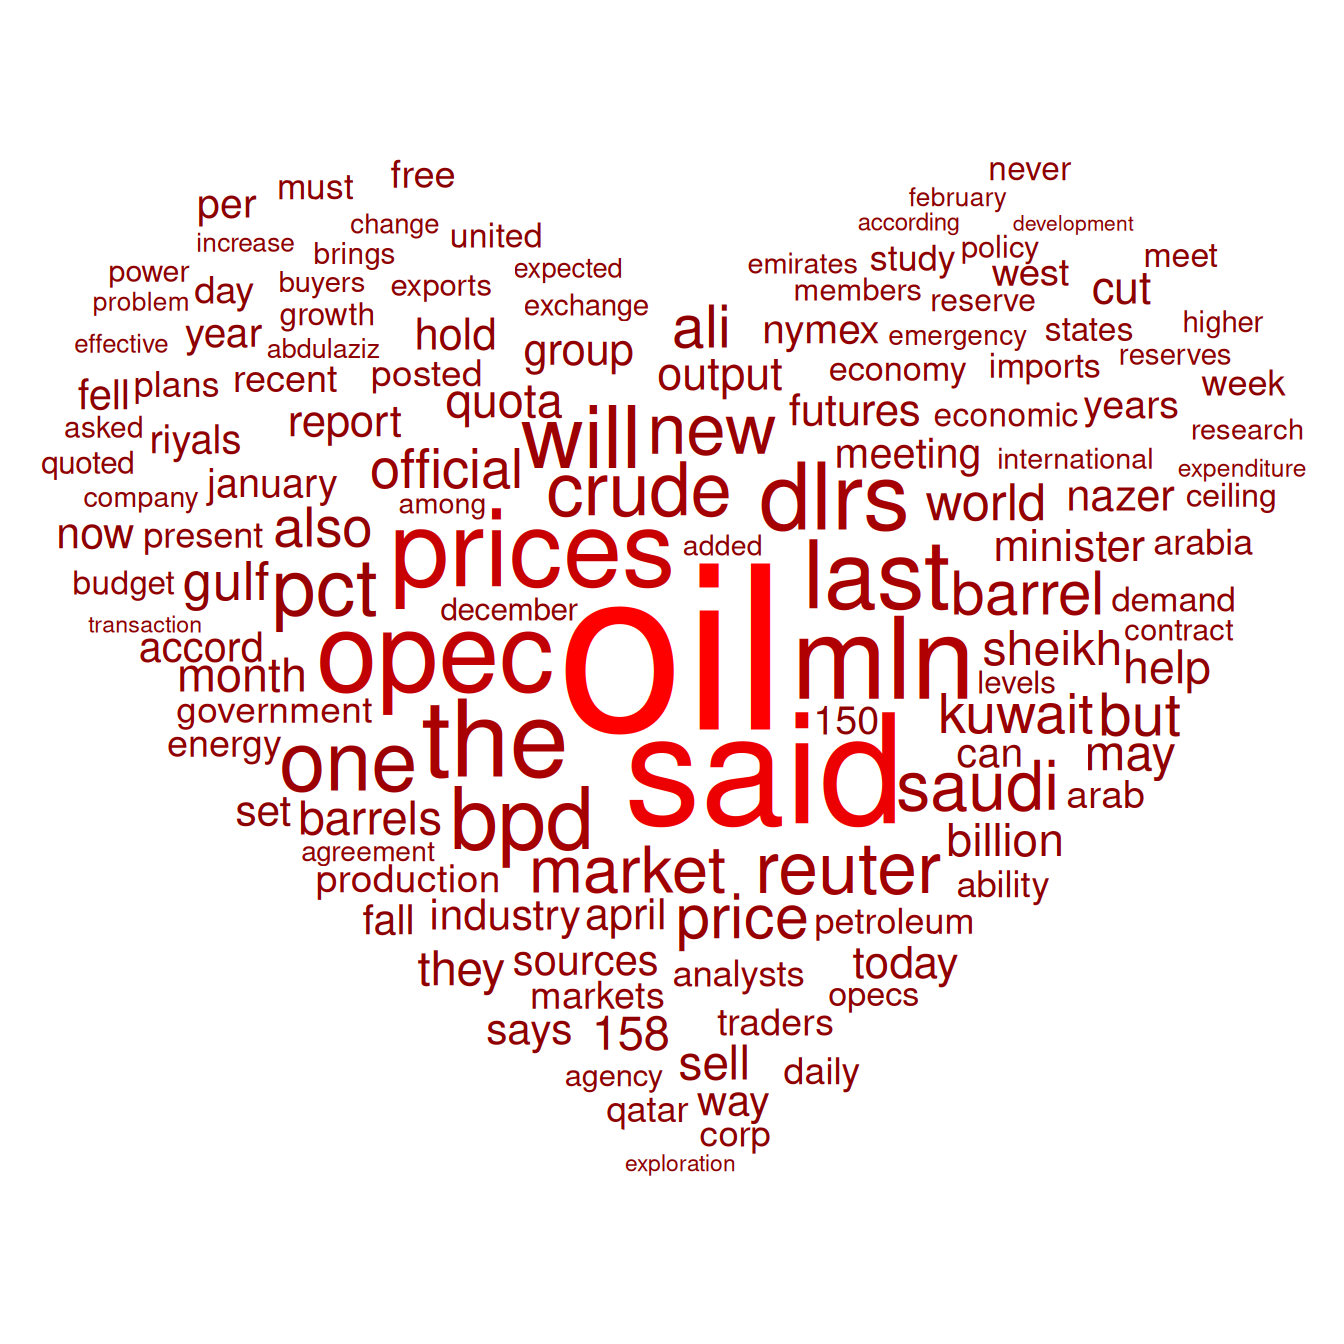 free never
must
per february
change according development
increase united
brings policy
power expected emirates study west meet
problem day buyers exports members reserve cut
growth exchange
effective year hold ali nymex emergency states higher
abdulaziz group
fell plans recent posted output economy imports reserves
quota week
asked riyals report will new futures economic years research
quoted official meeting international
company january crude dlrs expenditure
among world nazer ceiling
now present also prices added minister arabia
budget gulf pct last barrel demand
transaction december oil contract
accord opec mln sheikh
month levels help
government the 150 kuwait but
energy one said can may
saudi arab
set barrels bpd
agreement billion
production market reuter ability
fall industry april price petroleum
they sources analysts today
markets opecs
says 158 traders
agency sell daily
qatar way
corp
exploration